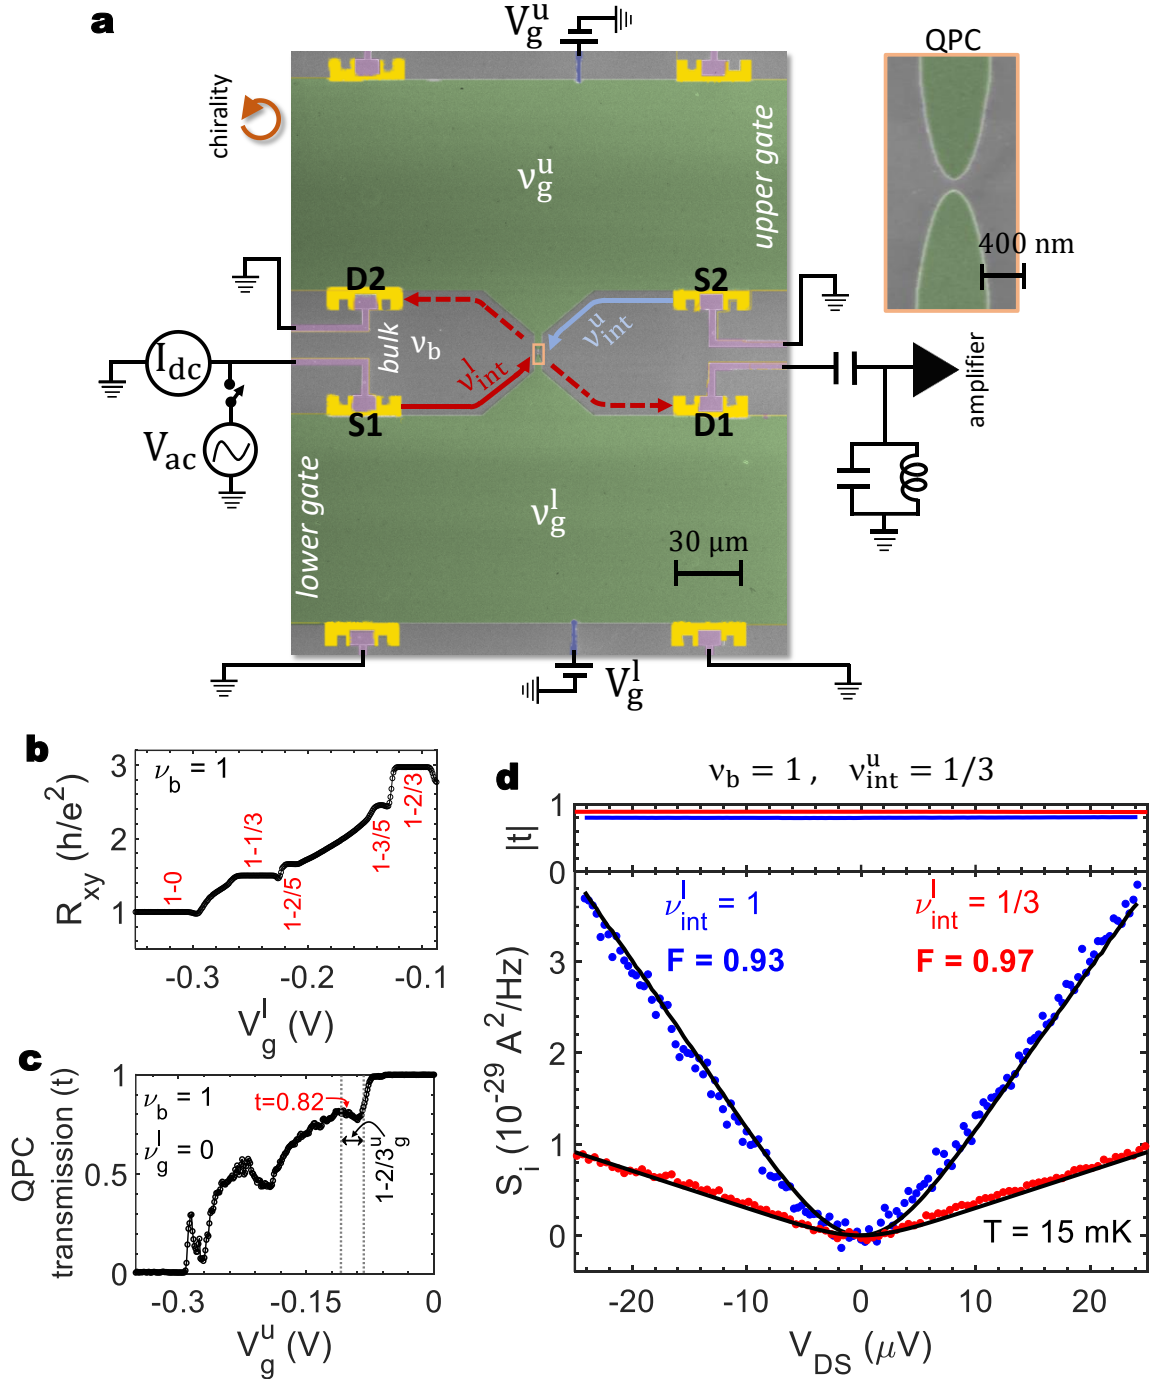 a
V_g^u
QPC
chirality
ν_g^u
upper gate
400 nm
D2
S2
bulk
ν_b
ν_int^l
ν_int^u
I_dc
amplifier
S1
D1
V_ac
lower gate
ν_g^l
30 μm
V_g^l
b
R_xy (h/e²)
3
2
1
ν_b = 1
1-0
1-1/3
1-2/5
1-3/5
1-2/3
-0.3
-0.2
-0.1
V_g^l (V)
c
QPC
transmission (t)
1
0.5
0
ν_b = 1
ν_g^l = 0
t=0.82
1-2/3_g^u
-0.3
-0.15
0
V_g^u (V)
d
ν_b = 1 , ν_int^u = 1/3
|t|
1
0
S_i (10^-29 A²/Hz)
0
3
2
1
0
ν_int^l = 1
F = 0.93
ν_int^l = 1/3
F = 0.97
T = 15 mK
-20
-10
0
10
20
V_DS (μV)